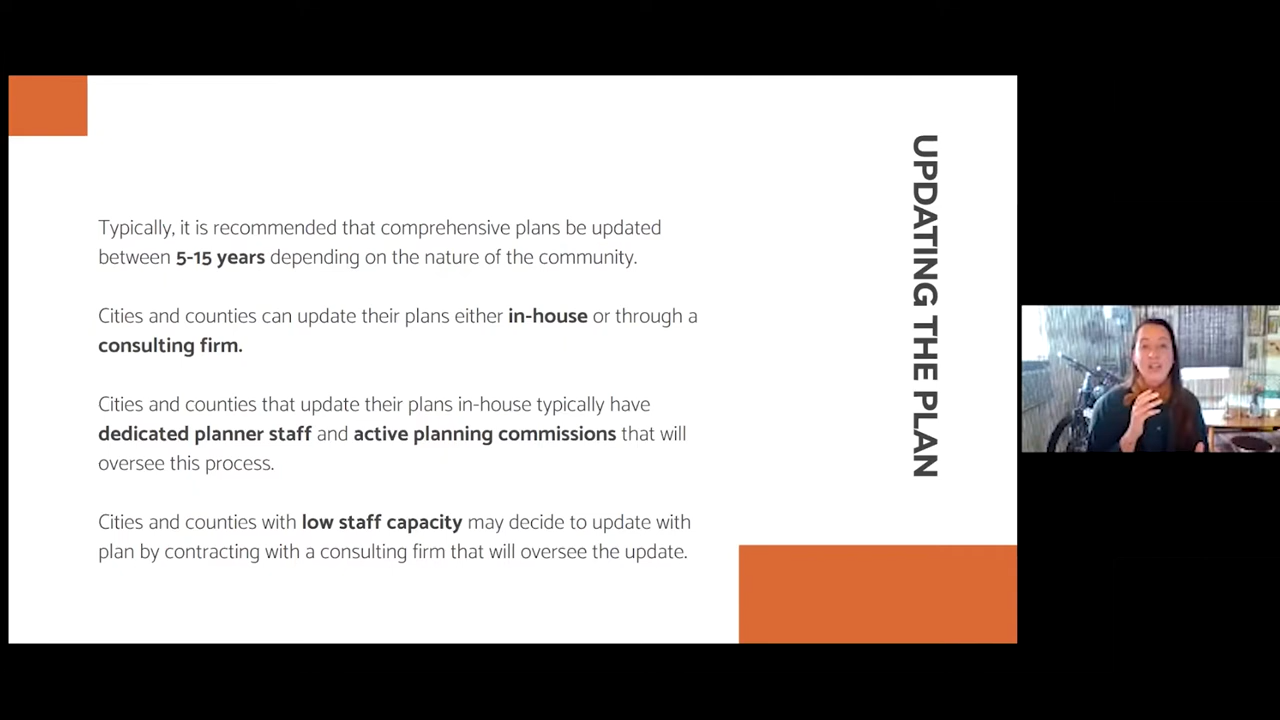 Typically, it is recommended that comprehensive plans be updated
between 5-15 years depending on the nature of the community.
Cities and counties can update their plans either in-house or through a
consulting firm.
Cities and counties that update their plans in-house typically have
dedicated planner staff and active planning commissions that will
oversee this process.
Cities and counties with low staff capacity may decide to update with
plan by contracting with a consulting firm that will oversee the update.
UPDATING THE PLAN